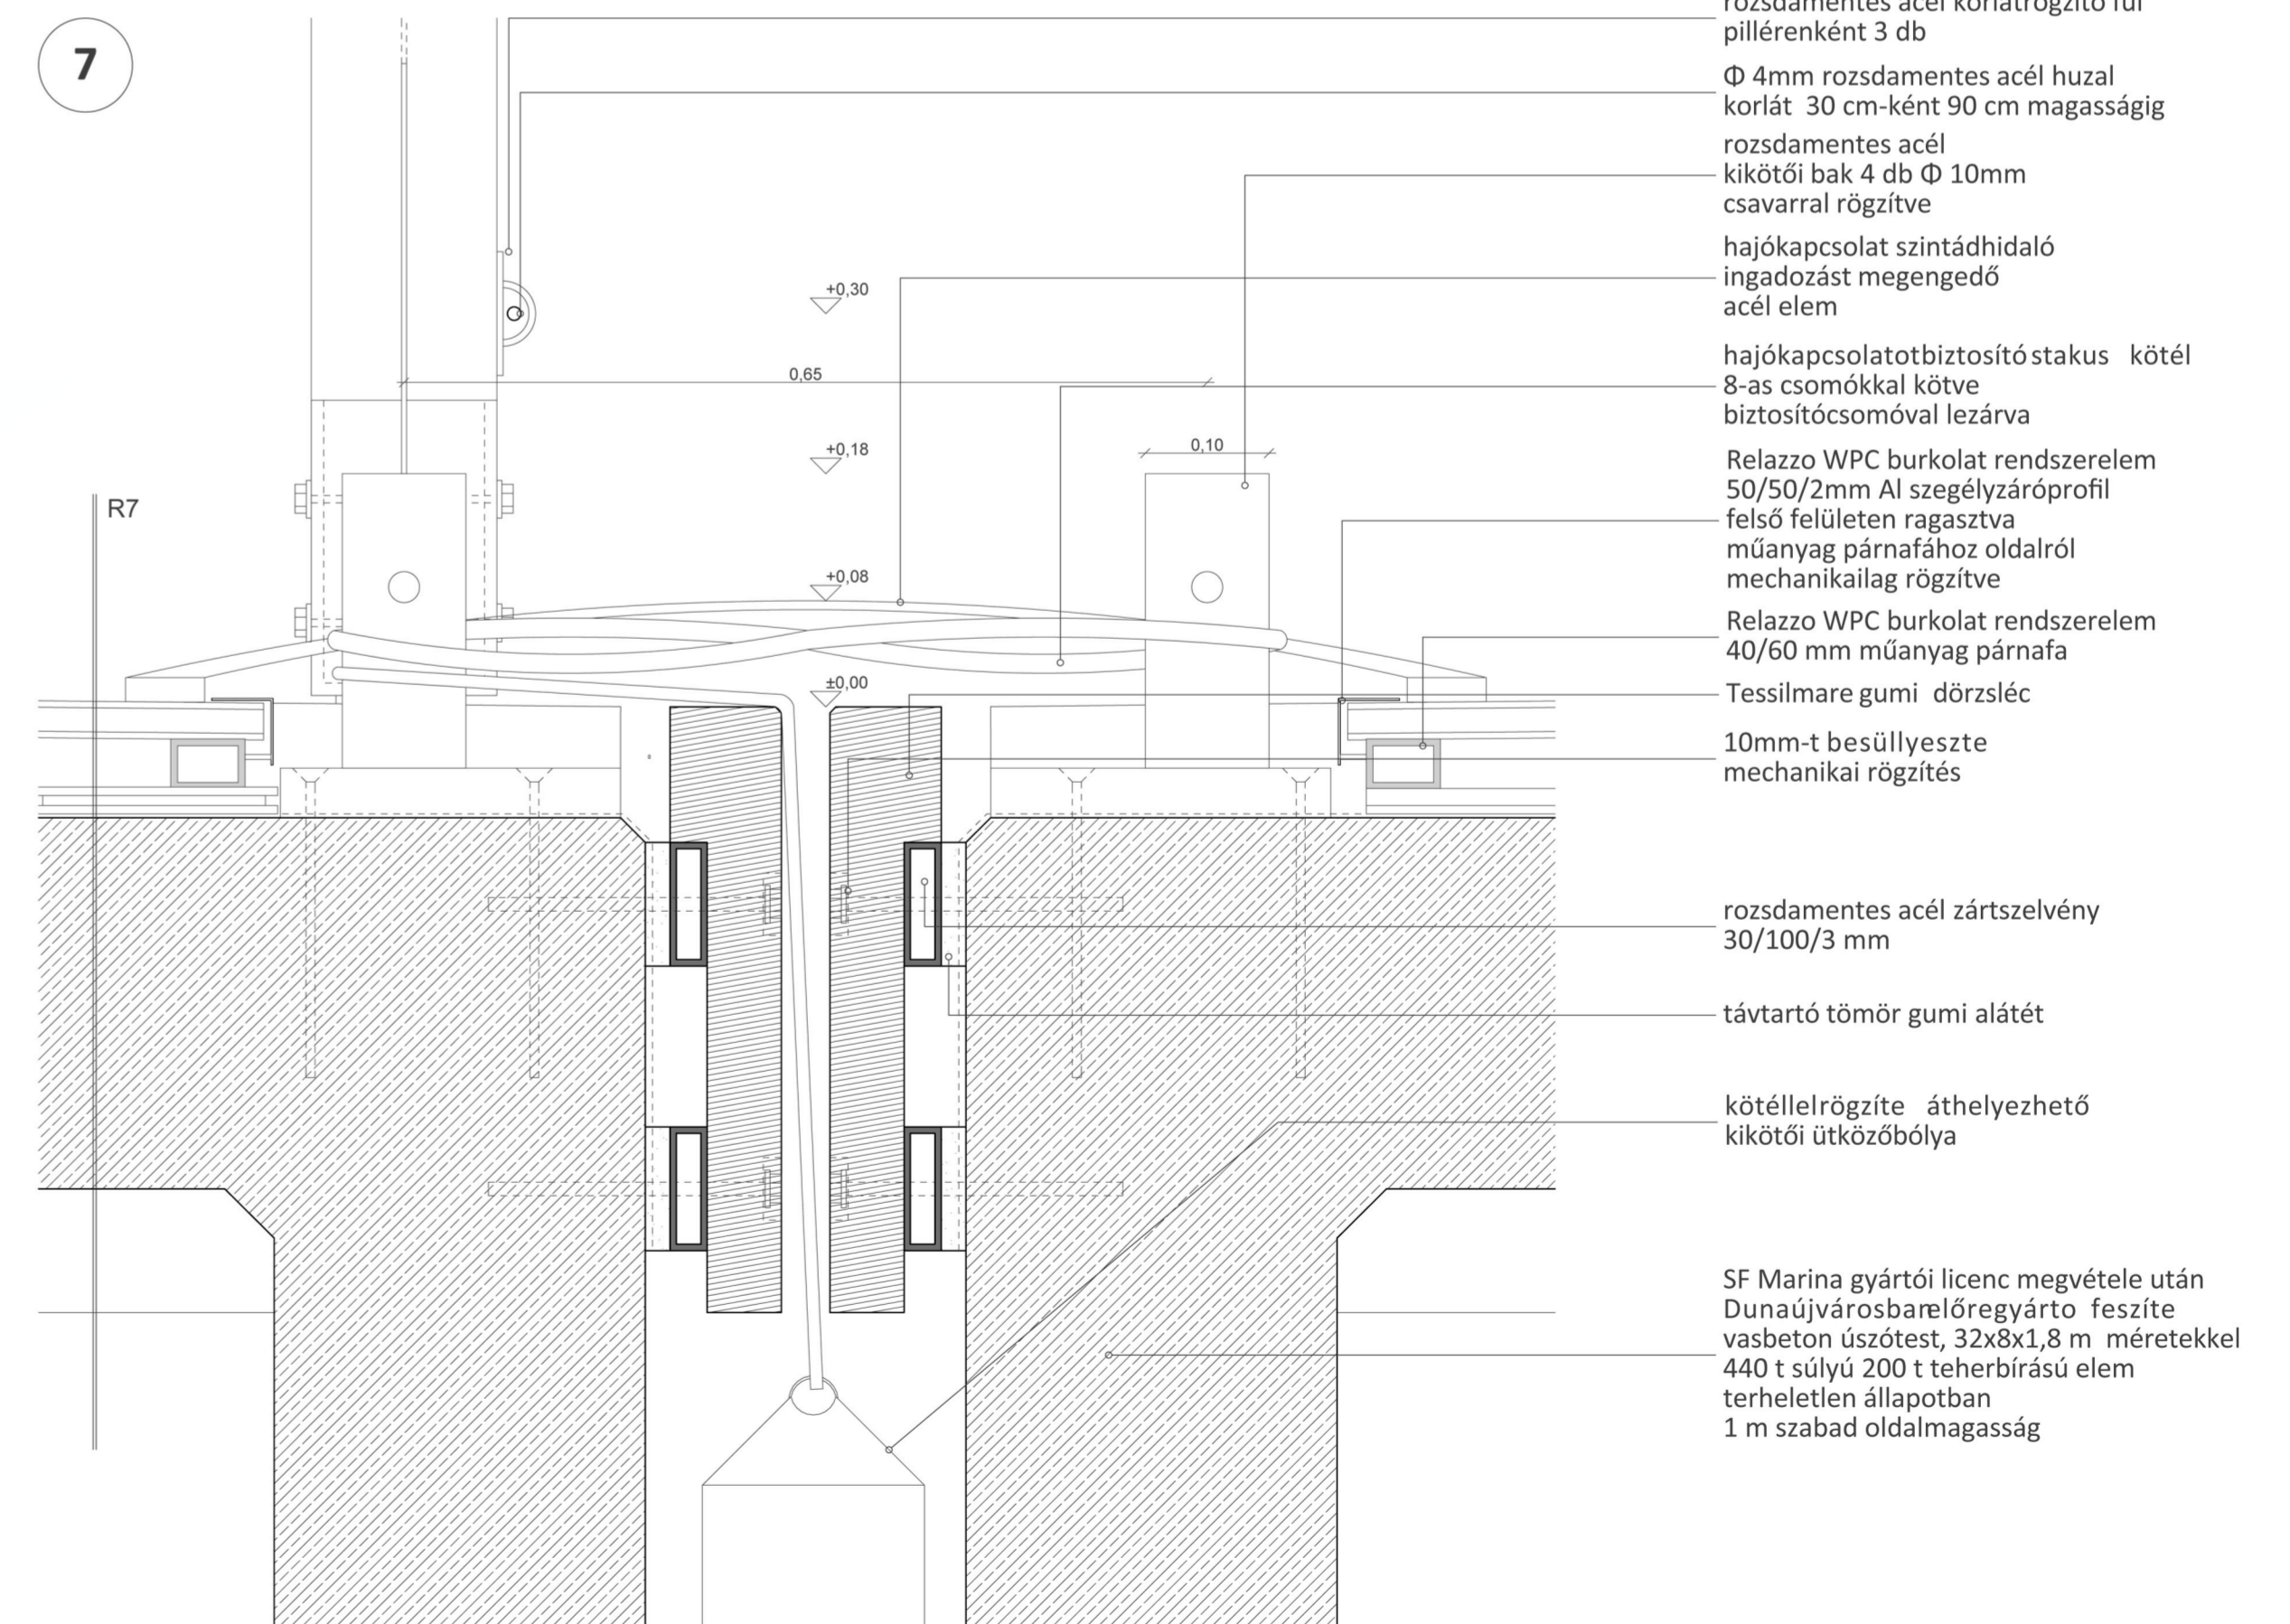 7
rozsdamentes acél korlátrögzítő fül
pillérenként 3 db
Φ 4mm rozsdamentes acél huzal
korlát 30 cm-ként 90 cm magasságig
rozsdamentes acél
kikötői bak 4 db Φ 10mm
csavarral rögzítve
hajókapcsolat szintádhidaló
ingadozást megengedő
acél elem
hajókapcsolatotbiztosító stakus kötél
8-as csomókkal kötve
biztosítócsomóval lezárva
Relazzo WPC burkolat rendszerelem
50/50/2mm Al szegélyzáróprofil
felső felületen ragasztva
műanyag párnafához oldalról
mechanikailag rögzítve
Relazzo WPC burkolat rendszerelem
40/60 mm műanyag párnafa
Tessilmare gumi dörzsléc
10mm-t besüllyeszte
mechanikai rögzítés
rozsdamentes acél zártszelvény
30/100/3 mm
távtartó tömör gumi alátét
kötéllelrögzíte áthelyezhető
kikötői ütközőbólya
SF Marina gyártói licenc megvétele után
Dunaújvárosbanelőregyárto feszíte
vasbeton úszótest, 32x8x1,8 m méretekkel
440 t súlyú 200 t teherbírású elem
terheletlen állapotban
1 m szabad oldalmagasság
+0,30
0,65
+0,18
0,10
R7
+0,08
±0,00